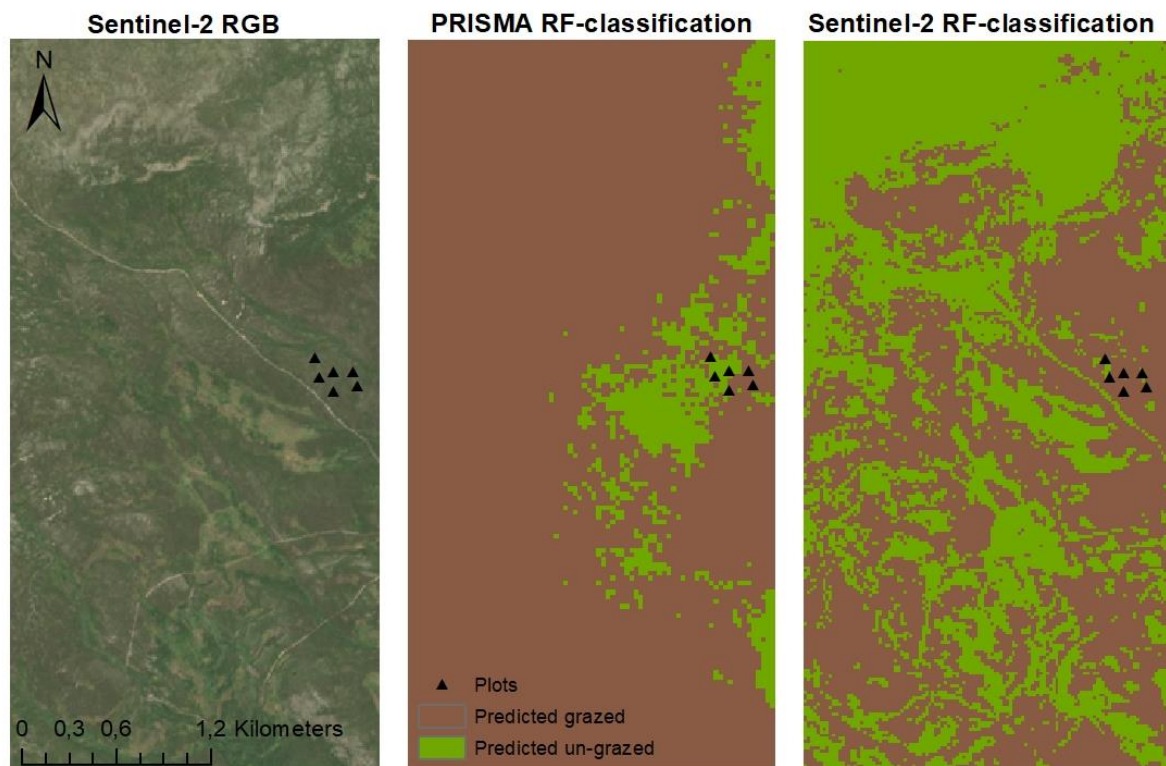 Sentinel-2 RGB
PRISMA RF-classification
Sentinel-2 RF-classification
N
Plots
Predicted grazed
Predicted un-grazed
0 0,3 0,6 1,2 Kilometers